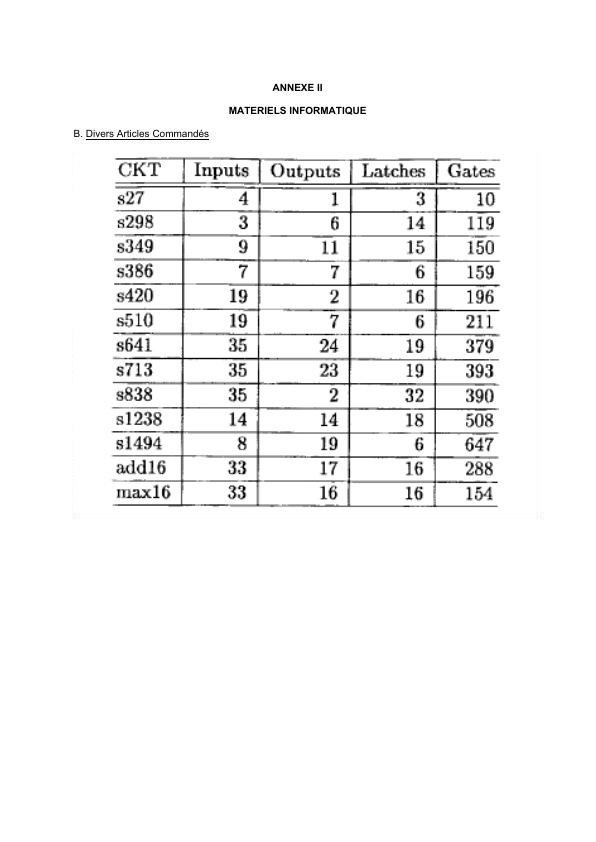 ANNEXE II
MATERIELS INFORMATIQUE
B. Divers Articles Commandés
CKT Inputs Outputs Latches Gates
s27 4 1 3 10
s298 3 6 14 119
s349 9 11 15 150
s386 7 7 6 159
s420 19 2 16 196
s510 19 7 6 211
s641 35 24 19 379
s713 35 23 19 393
s838 35 2 32 390
s1238 14 14 18 508
s1494 8 19 6 647
add16 33 17 16 288
max16 33 16 16 154